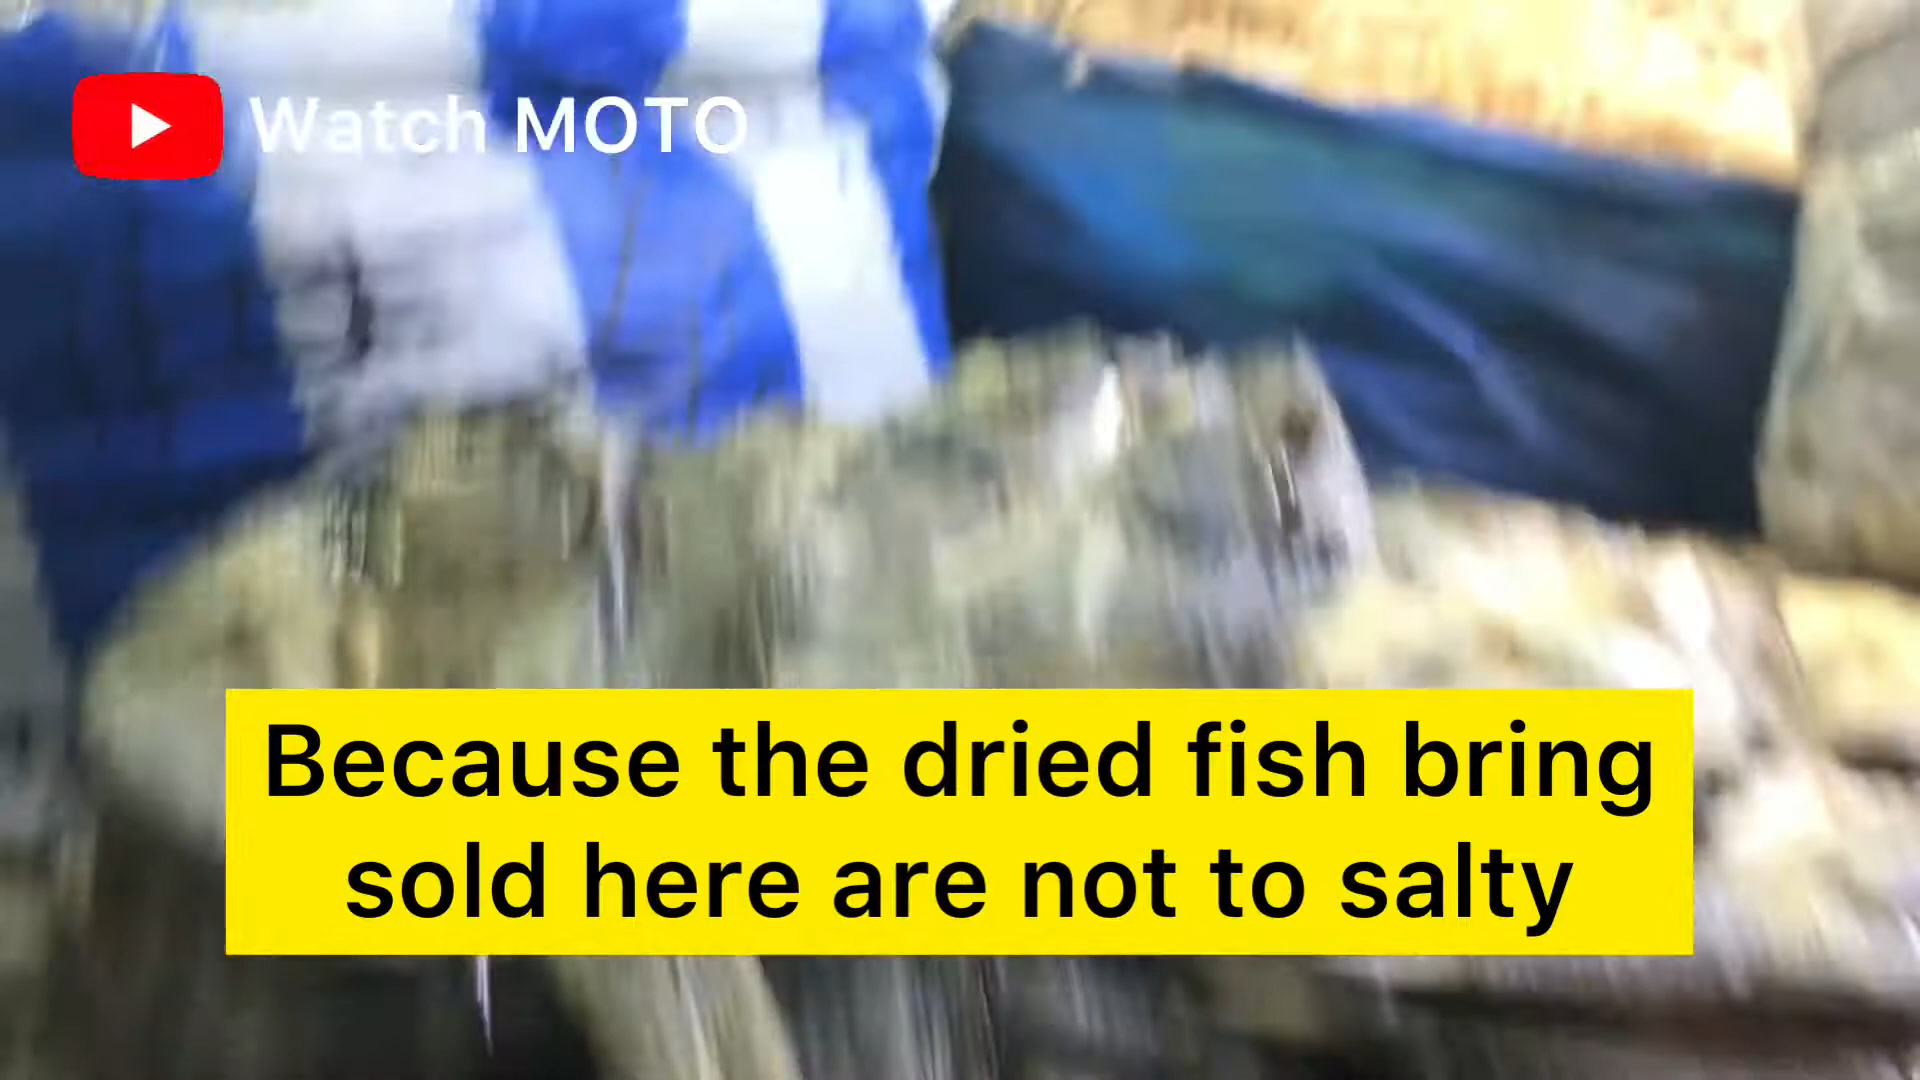 Watch MOTO
Because the dried fish bring
sold here are not to salty